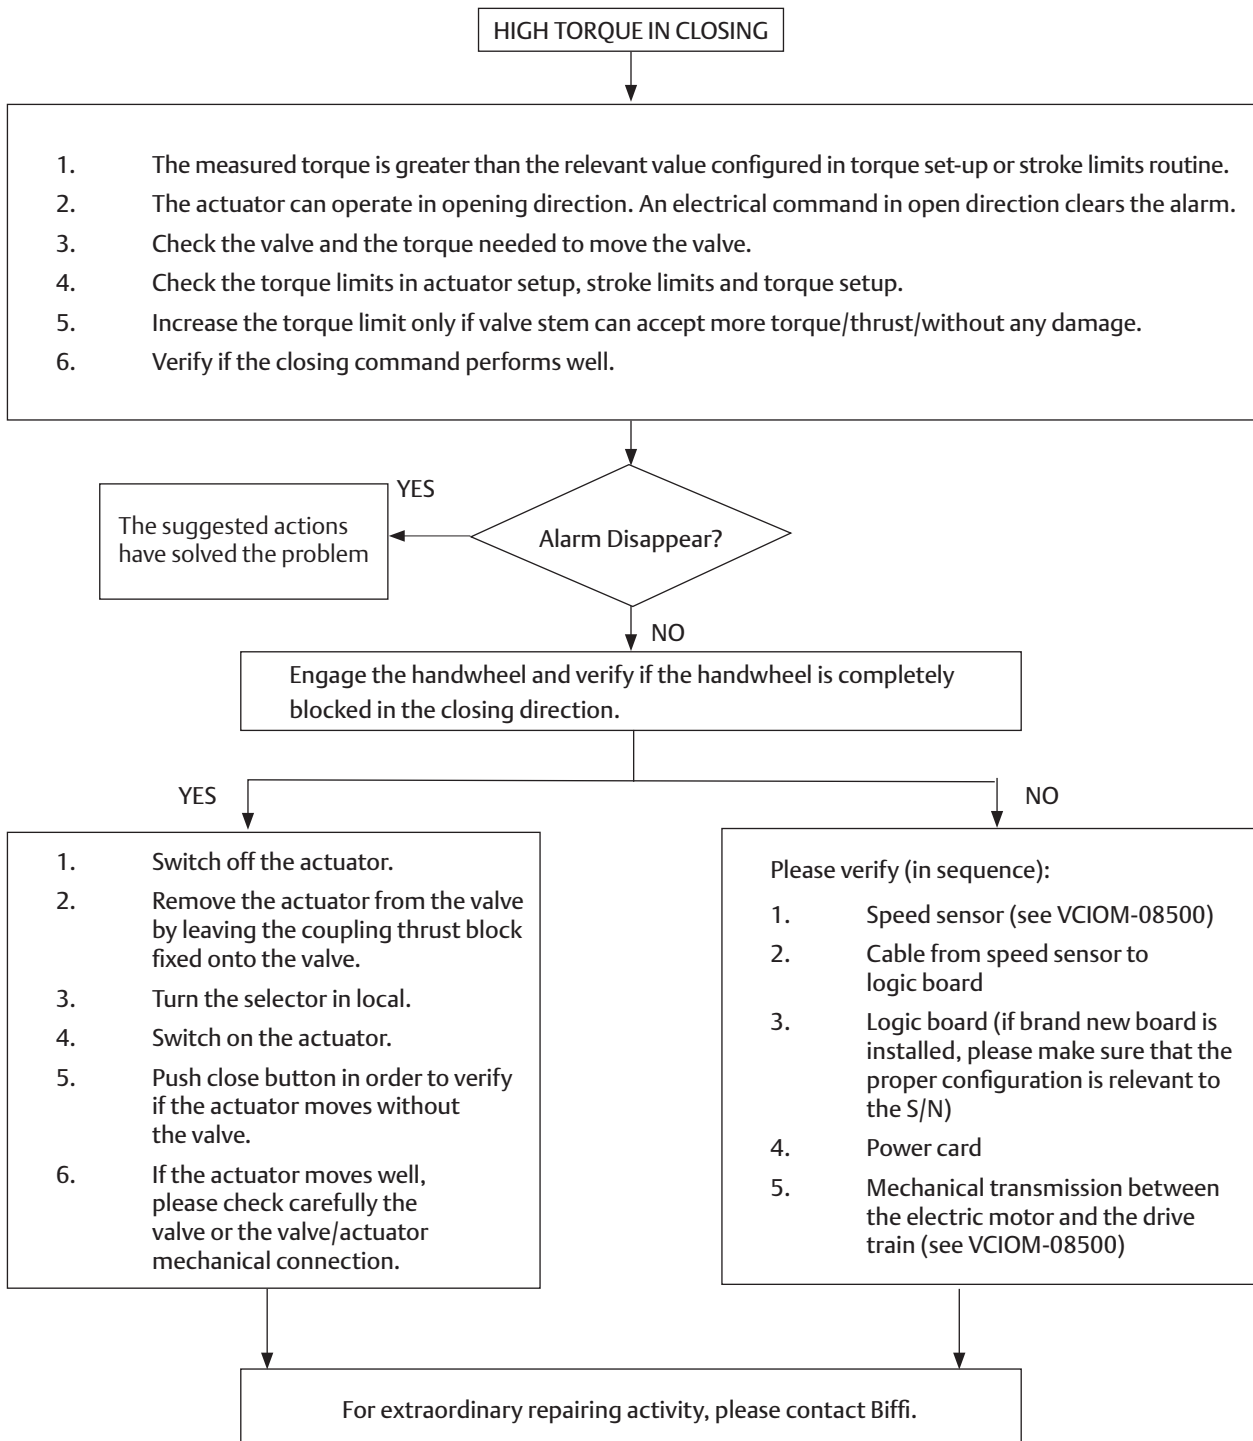 HIGH TORQUE IN CLOSING
1. The measured torque is greater than the relevant value configured in torque set-up or stroke limits routine.
2. The actuator can operate in opening direction. An electrical command in open direction clears the alarm.
3. Check the valve and the torque needed to move the valve.
4. Check the torque limits in actuator setup, stroke limits and torque setup.
5. Increase the torque limit only if valve stem can accept more torque/thrust/without any damage.
6. Verify if the closing command performs well.
YES
The suggested actions
have solved the problem
Alarm Disappear?
NO
Engage the handwheel and verify if the handwheel is completely
blocked in the closing direction.
YES
1. Switch off the actuator.
2. Remove the actuator from the valve
by leaving the coupling thrust block
fixed onto the valve.
3. Turn the selector in local.
4. Switch on the actuator.
5. Push close button in order to verify
if the actuator moves without
the valve.
6. If the actuator moves well,
please check carefully the
valve or the valve/actuator
mechanical connection.
NO
Please verify (in sequence):
1. Speed sensor (see VCIOM-08500)
2. Cable from speed sensor to
logic board
3. Logic board (if brand new board is
installed, please make sure that the
proper configuration is relevant to
the S/N)
4. Power card
5. Mechanical transmission between
the electric motor and the drive
train (see VCIOM-08500)
For extraordinary repairing activity, please contact Biffi.